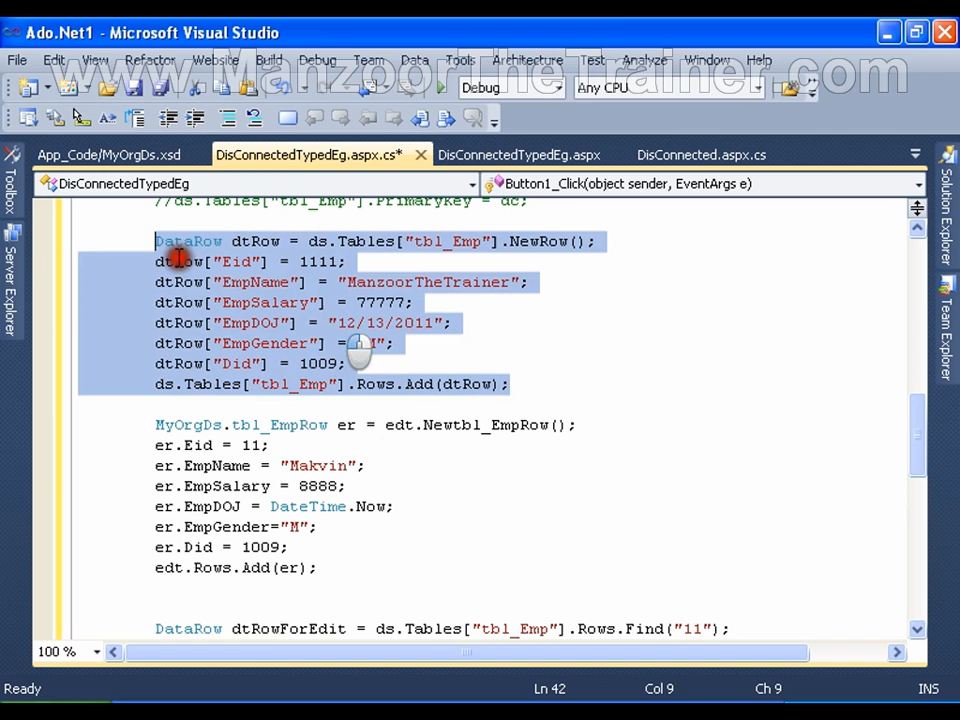 Ado.Net1 - Microsoft Visual Studio
File Edit View Refactor Website Build Debug Team Data Tools Architecture Test Analyze Window Help
www.ManzoorTheTrainer.com
Debug Any CPU
App_Code/MyOrgDs.xsd DisConnectedTypedEg.aspx.cs* DisConnectedTypedEg.aspx DisConnected.aspx.cs
DisConnectedTypedEg Button1_Click(object sender, EventArgs e)
Toolbox
Server Explorer
Solution Explorer
Team Explorer
//ds.Tables["tbl_Emp"].PrimaryKey = dc;
DataRow dtRow = ds.Tables["tbl_Emp"].NewRow();
dtRow["Eid"] = 1111;
dtRow["EmpName"] = "ManzoorTheTrainer";
dtRow["EmpSalary"] = 77777;
dtRow["EmpDOJ"] = "12/13/2011";
dtRow["EmpGender"] = "M";
dtRow["Did"] = 1009;
ds.Tables["tbl_Emp"].Rows.Add(dtRow);
MyOrgDs.tbl_EmpRow er = edt.Newtbl_EmpRow();
er.Eid = 11;
er.EmpName = "Makvin";
er.EmpSalary = 8888;
er.EmpDOJ = DateTime.Now;
er.EmpGender="M";
er.Did = 1009;
edt.Rows.Add(er);
DataRow dtRowForEdit = ds.Tables["tbl_Emp"].Rows.Find("11");
100 %
Ready Ln 42 Col 9 Ch 9 INS